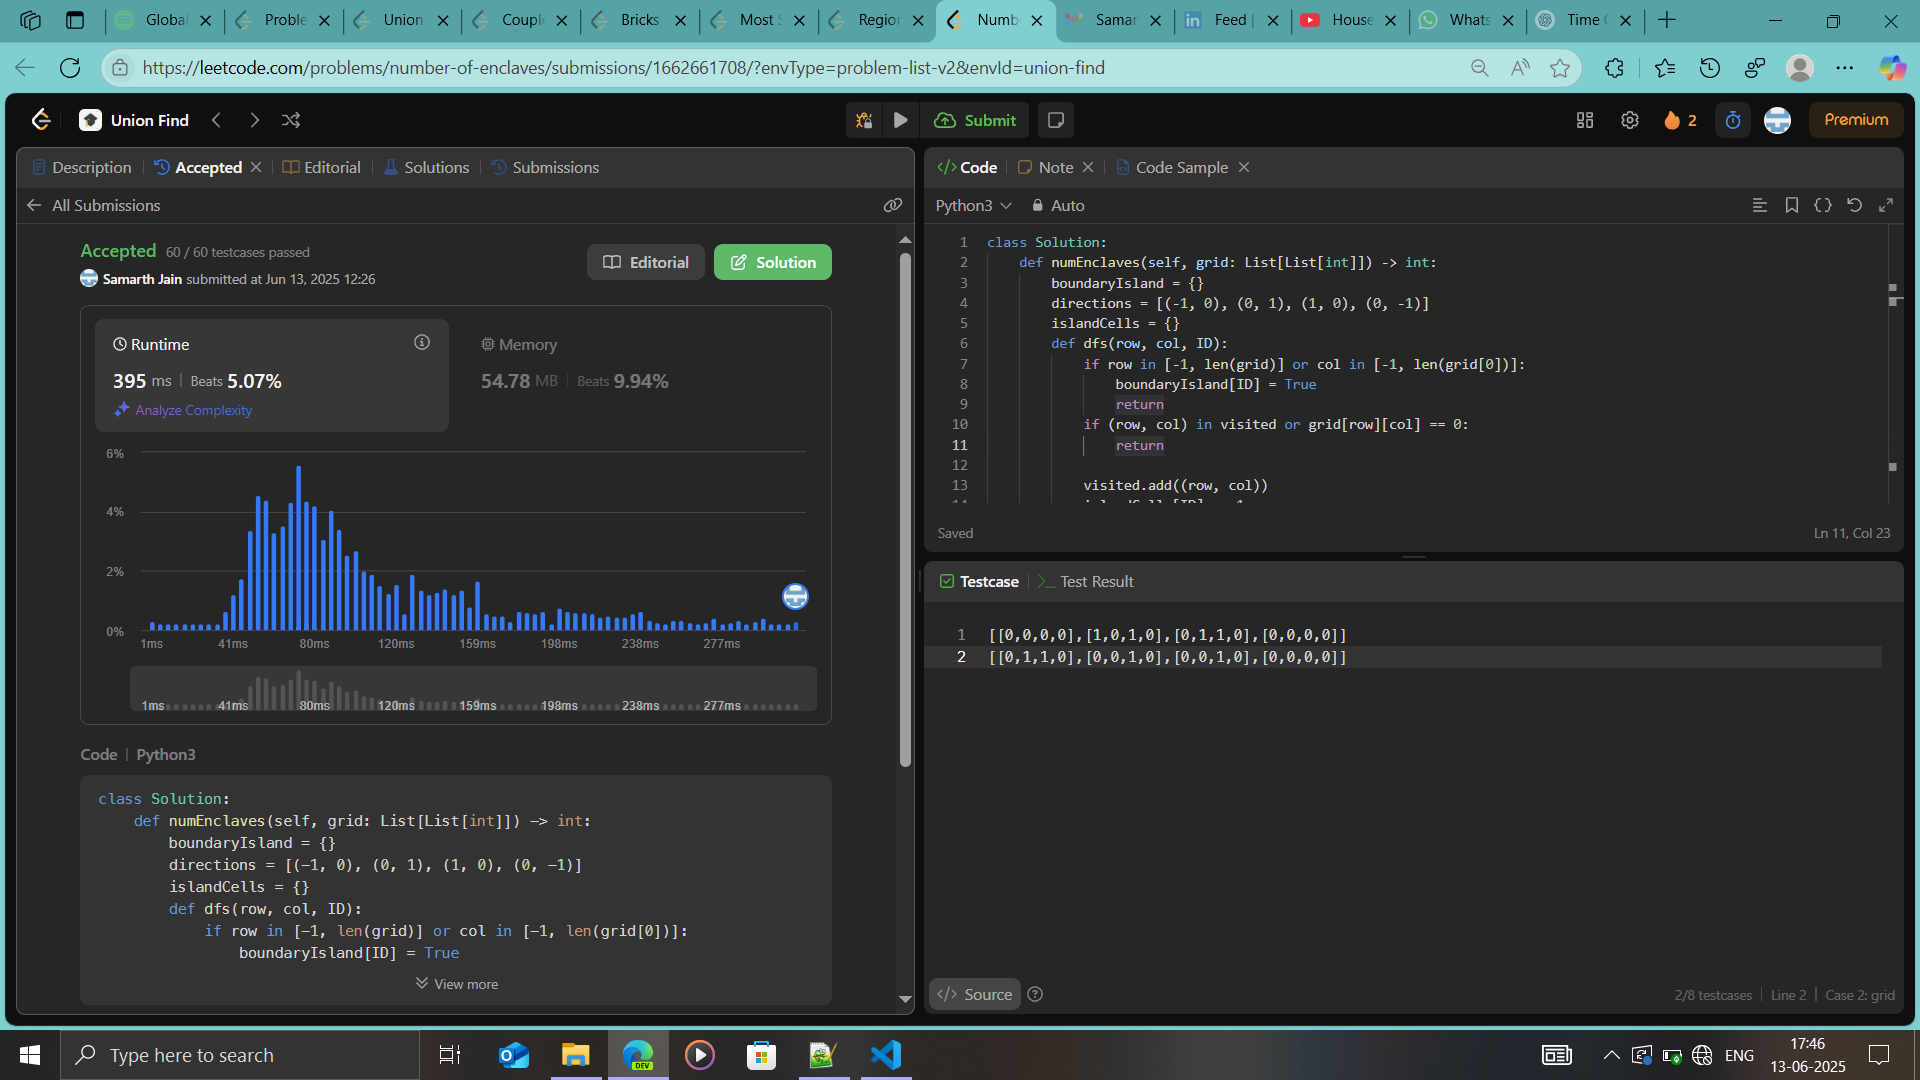 Global
Proble
Union
Couple
Bricks
Most S
Region
Numb
Samar
Feed |
House
Whats
Time C
https://leetcode.com/problems/number-of-enclaves/submissions/1662661708/?envType=problem-list-v2&envId=union-find
Union Find
Submit
2
Premium
Description
Accepted
Editorial
Solutions
Submissions
All Submissions
Accepted 60 / 60 testcases passed
Samarth Jain submitted at Jun 13, 2025 12:26
Editorial
Solution
Runtime
395 ms | Beats 5.07%
Analyze Complexity
Memory
54.78 MB | Beats 9.94%
6%
4%
2%
0%
1ms 41ms 80ms 120ms 159ms 198ms 238ms 277ms
1ms 41ms 80ms 120ms 159ms 198ms 238ms 277ms
Code | Python3
class Solution:
def numEnclaves(self, grid: List[List[int]]) -> int:
boundaryIsland = {}
directions = [(-1, 0), (0, 1), (1, 0), (0, -1)]
islandCells = {}
def dfs(row, col, ID):
if row in [-1, len(grid)] or col in [-1, len(grid[0])]:
boundaryIsland[ID] = True
View more
</> Code
Note
Code Sample
Python3
Auto
1 class Solution:
2 def numEnclaves(self, grid: List[List[int]]) -> int:
3 boundaryIsland = {}
4 directions = [(-1, 0), (0, 1), (1, 0), (0, -1)]
5 islandCells = {}
6 def dfs(row, col, ID):
7 if row in [-1, len(grid)] or col in [-1, len(grid[0])]:
8 boundaryIsland[ID] = True
9 return
10 if (row, col) in visited or grid[row][col] == 0:
11 return
12
13 visited.add((row, col))
Saved
Ln 11, Col 23
Testcase
Test Result
1 [[0,0,0,0],[1,0,1,0],[0,1,1,0],[0,0,0,0]]
2 [[0,1,1,0],[0,0,1,0],[0,0,1,0],[0,0,0,0]]
</> Source
2/8 testcases | Line 2 | Case 2: grid
Type here to search
DEV
ENG
17:46
13-06-2025